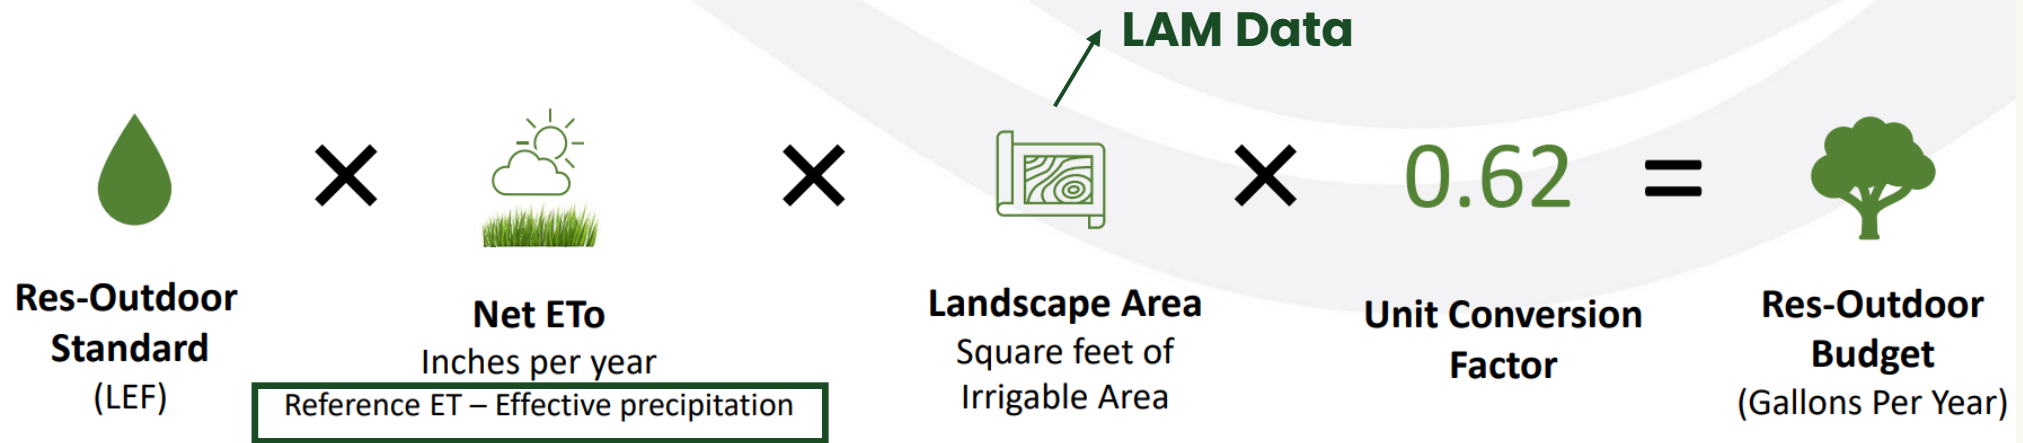 LAM Data
× × × 0.62 =
Res-Outdoor
Standard
(LEF)
Net ETo
Inches per year
Reference ET – Effective precipitation
Landscape Area
Square feet of
Irrigable Area
Unit Conversion
Factor
Res-Outdoor
Budget
(Gallons Per Year)